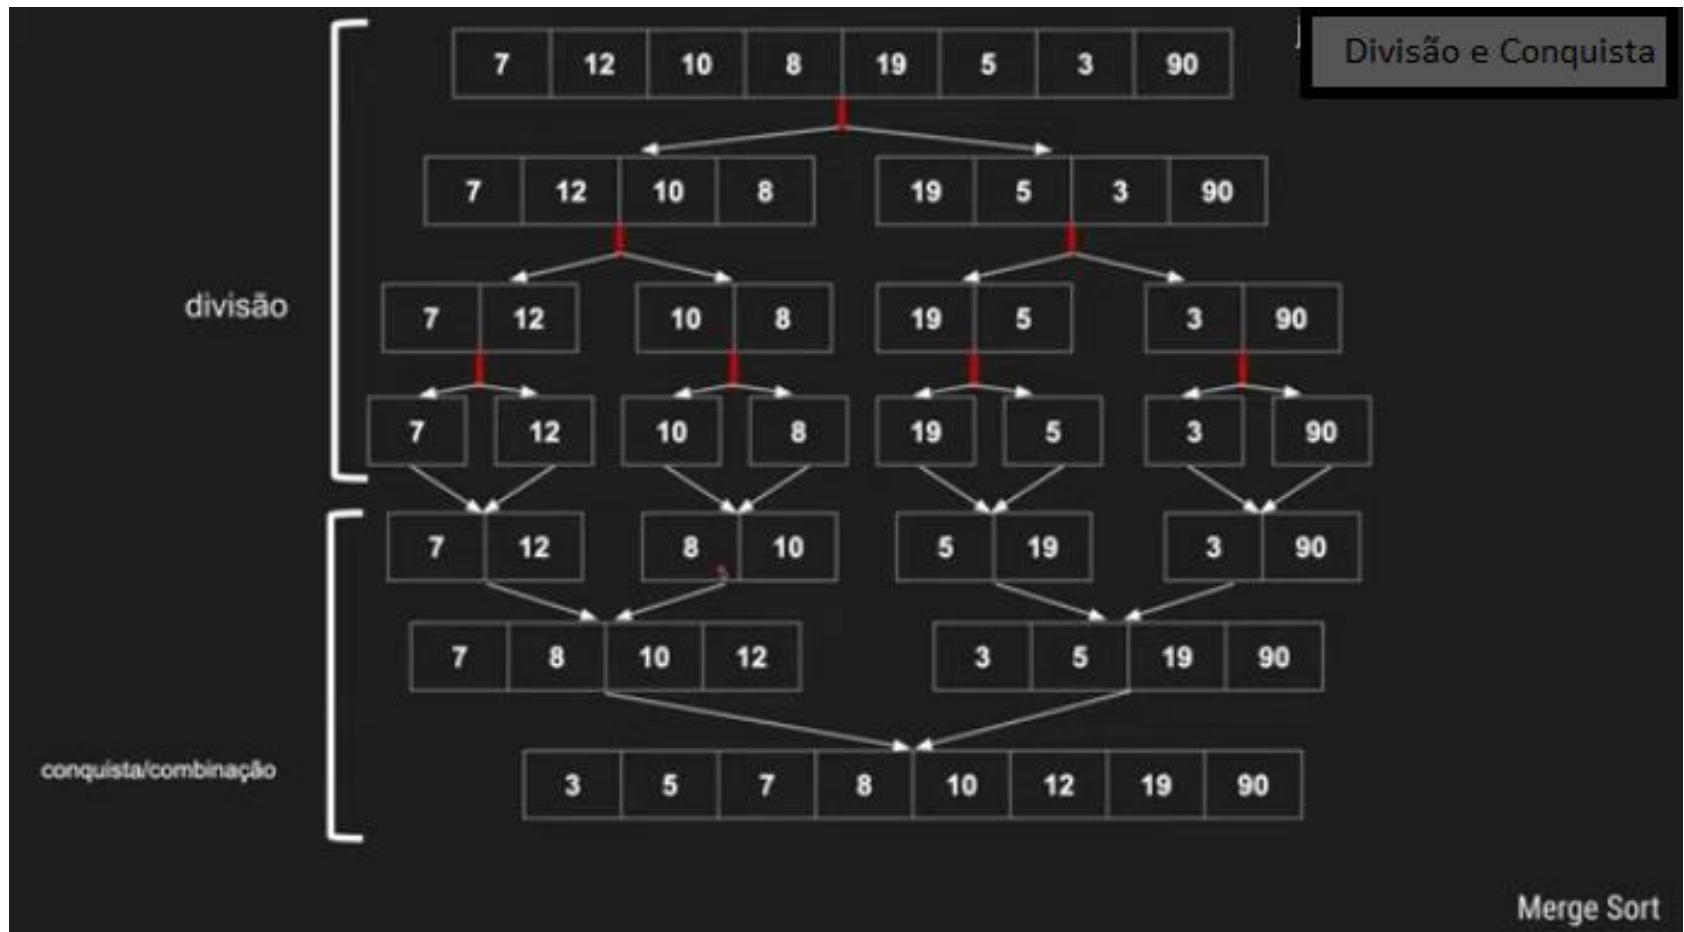 Divisão e Conquista
7 12 10 8 19 5 3 90
7 12 10 8 19 5 3 90
divisão
7 12 10 8 19 5 3 90
7 12 10 8 19 5 3 90
7 12 8 10 5 19 3 90
7 8 10 12 3 5 19 90
conquista/combinação
3 5 7 8 10 12 19 90
Merge Sort